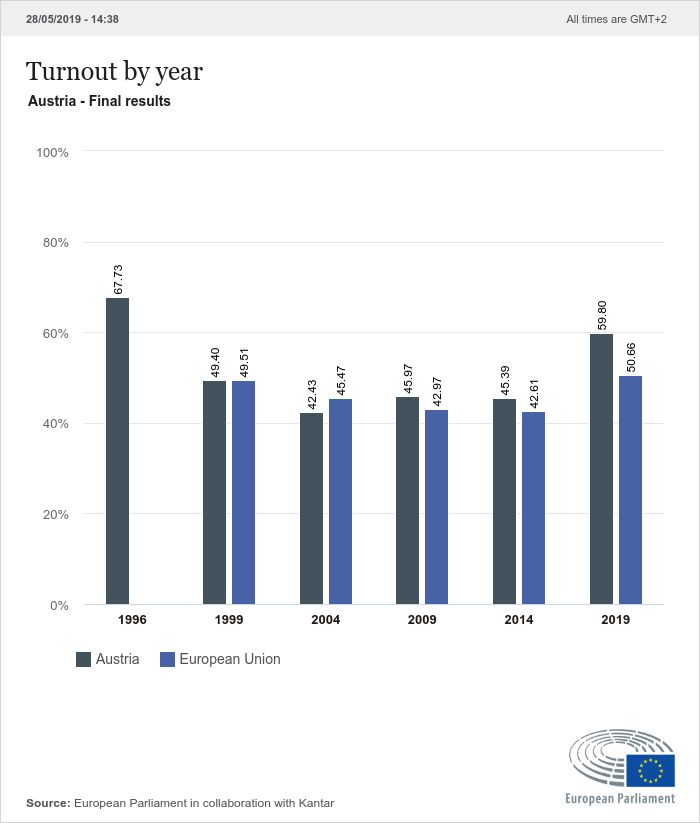 28/05/2019 - 14:38 All times are GMT+2
Turnout by year
Austria - Final results
100%
80%
60%
40%
20%
0%
67.73
49.40
49.51
42.43
45.47
45.97
42.97
45.39
42.61
59.80
50.66
1996 1999 2004 2009 2014 2019
Austria European Union
European Parliament
Source: European Parliament in collaboration with Kantar